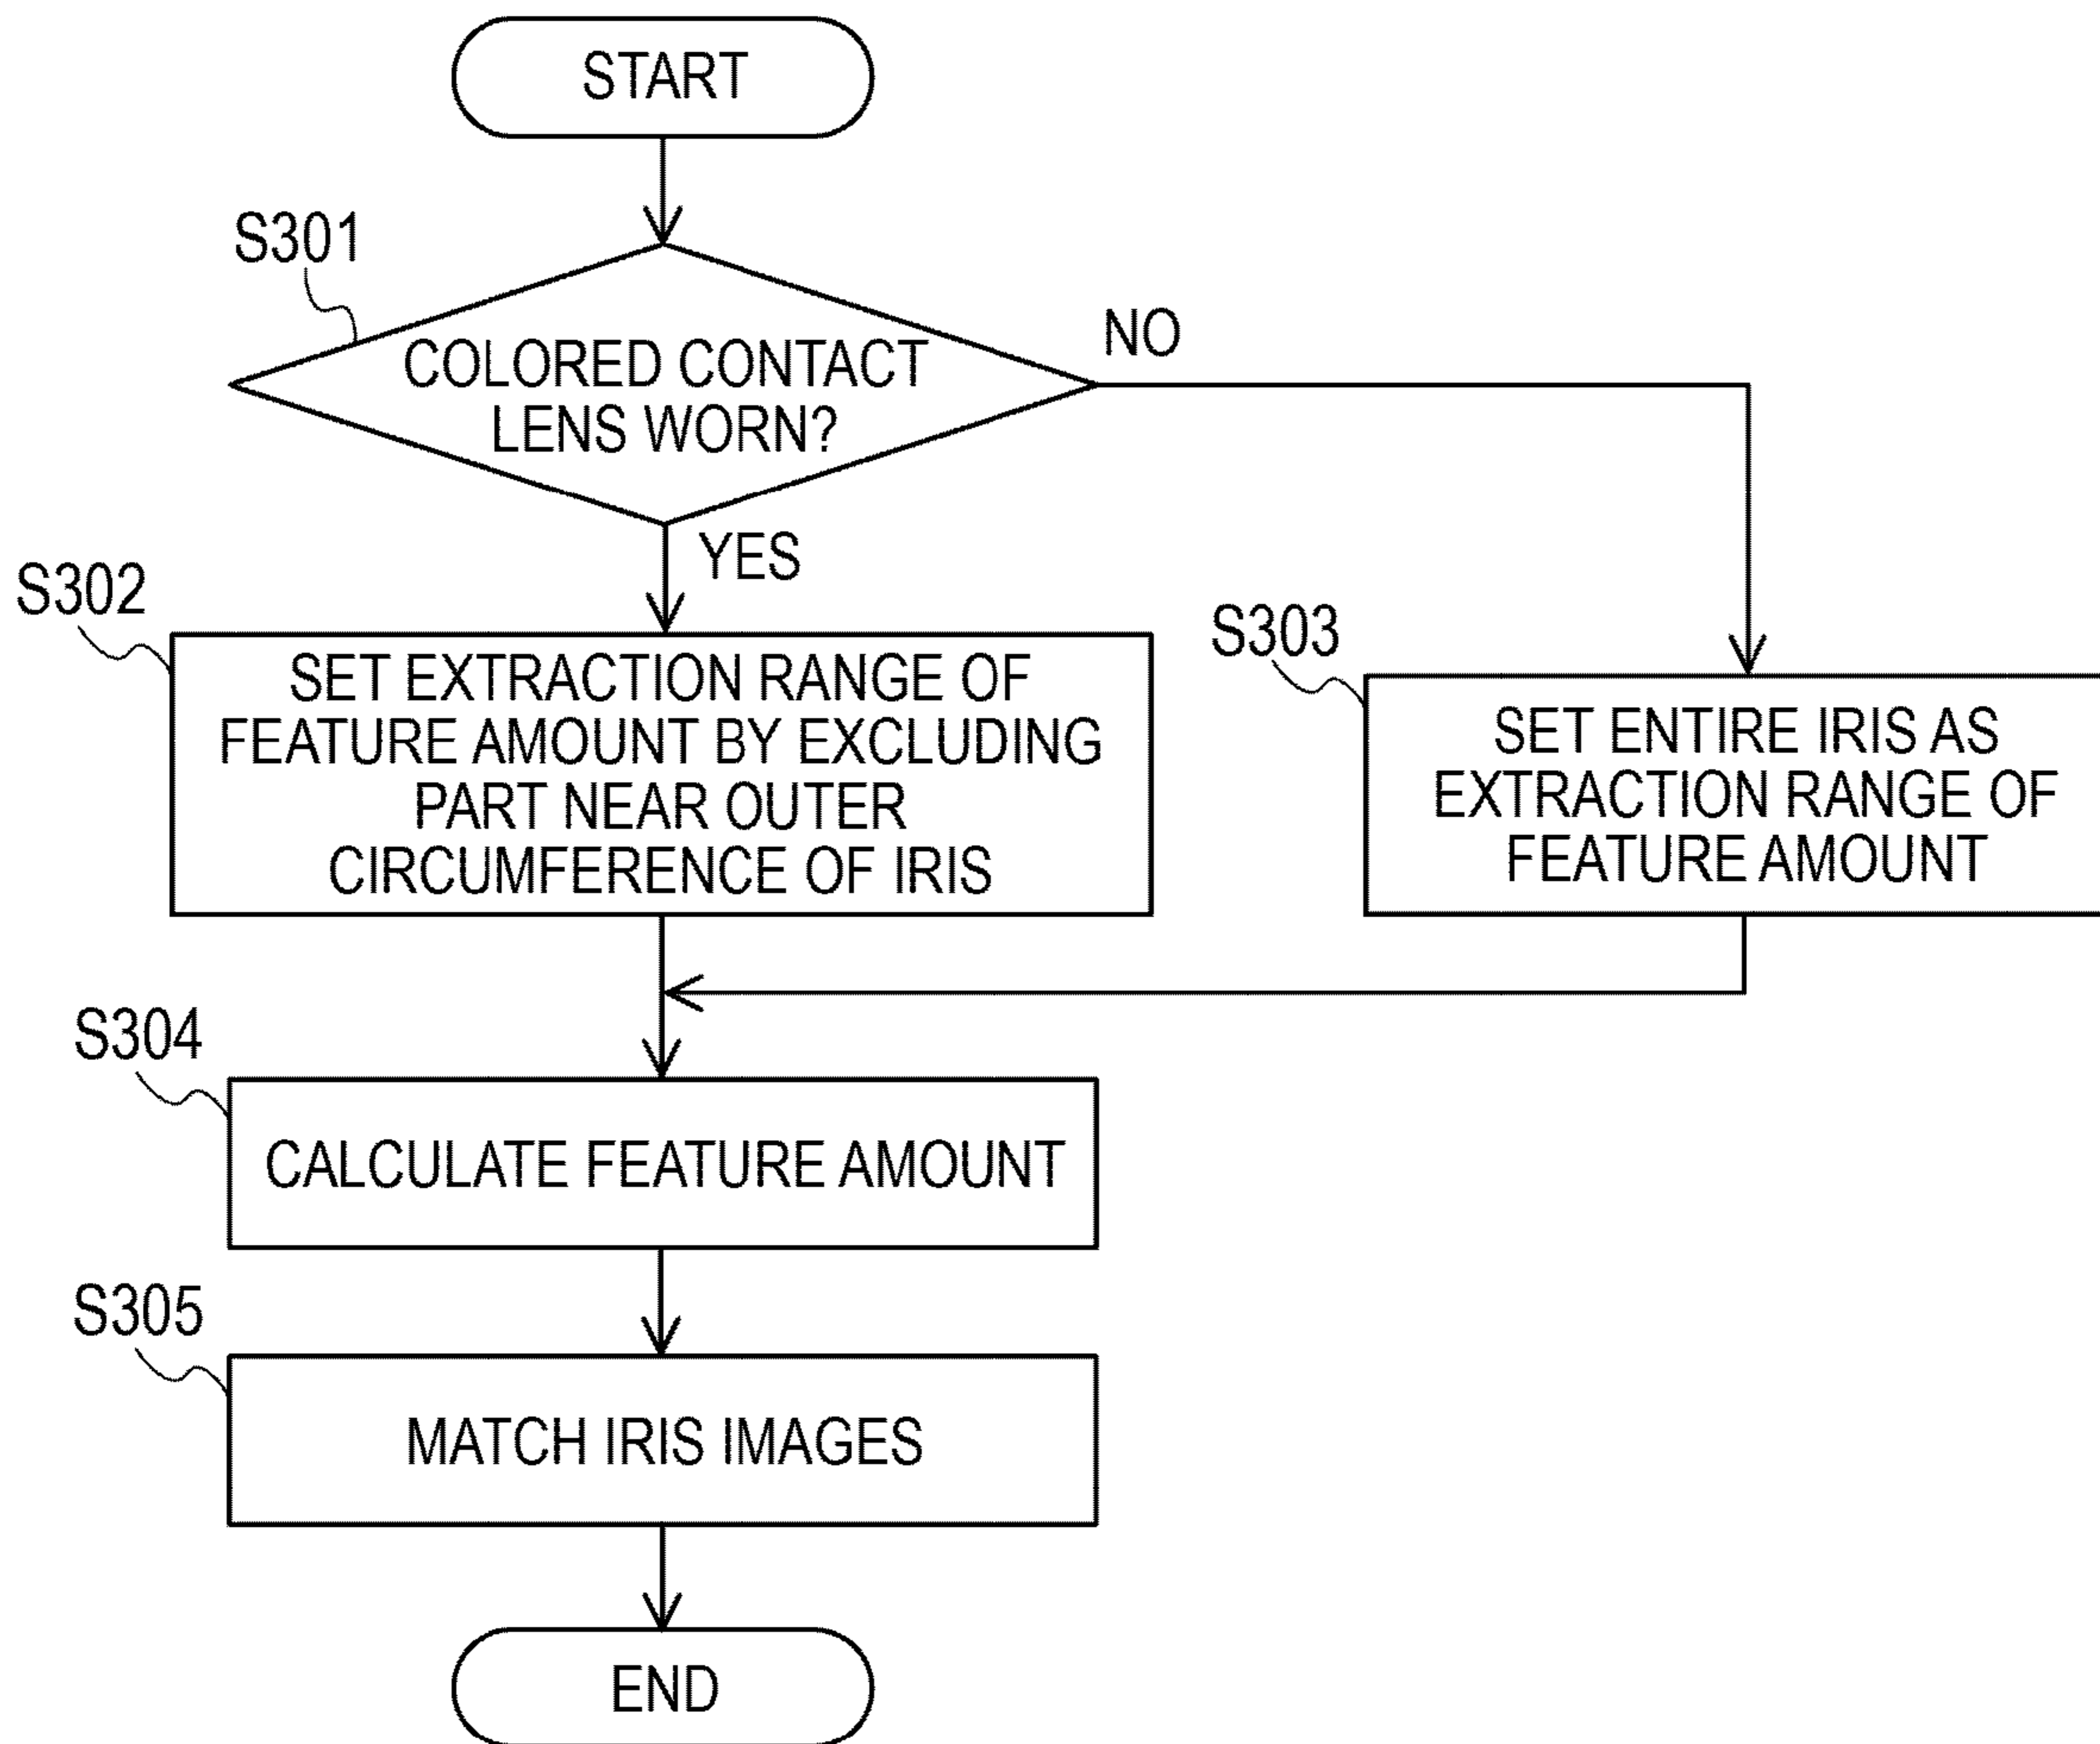 START
S301
COLORED CONTACT
LENS WORN?
NO
YES
S302
SET EXTRACTION RANGE OF
FEATURE AMOUNT BY EXCLUDING
PART NEAR OUTER
CIRCUMFERENCE OF IRIS
S303
SET ENTIRE IRIS AS
EXTRACTION RANGE OF
FEATURE AMOUNT
S304
CALCULATE FEATURE AMOUNT
S305
MATCH IRIS IMAGES
END